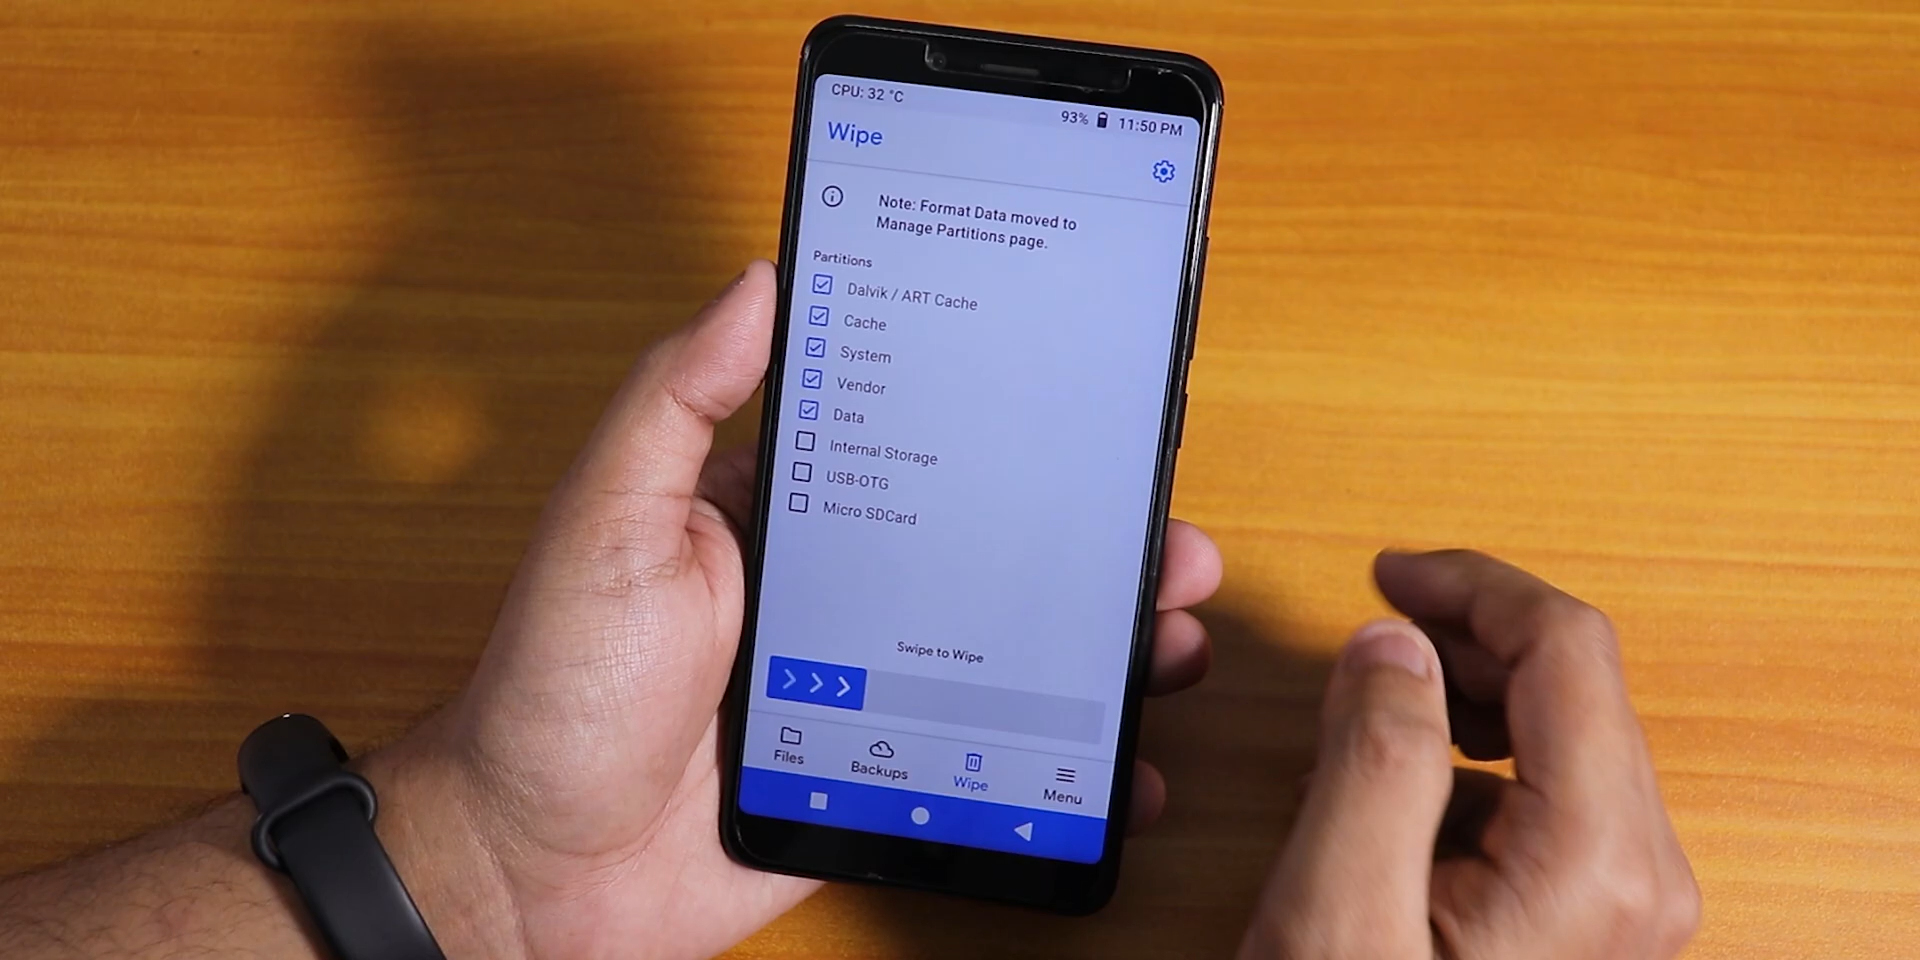 CPU: 32 °C
93% 11:50 PM
Wipe
Note: Format Data moved to
Manage Partitions page.
Partitions
Dalvik / ART Cache
Cache
System
Vendor
Data
Internal Storage
USB-OTG
Micro SDCard
Swipe to Wipe
Files
Backups
Wipe
Menu